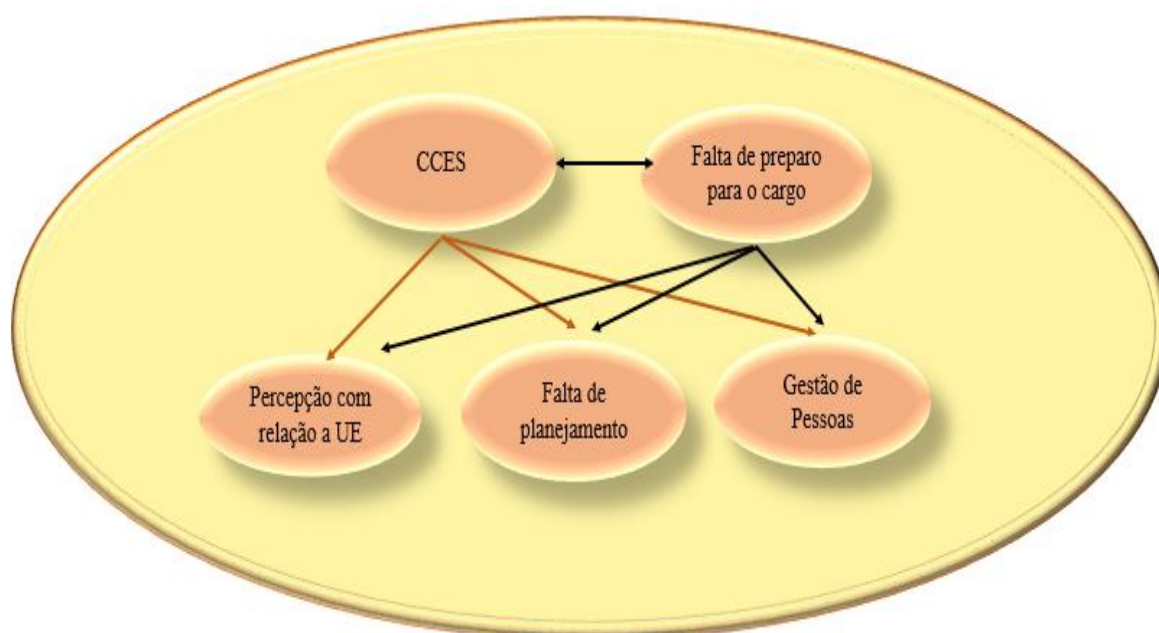 CCES
Falta de preparo
para o cargo
Percepção com
relação a UE
Falta de
planejamento
Gestão de
Pessoas